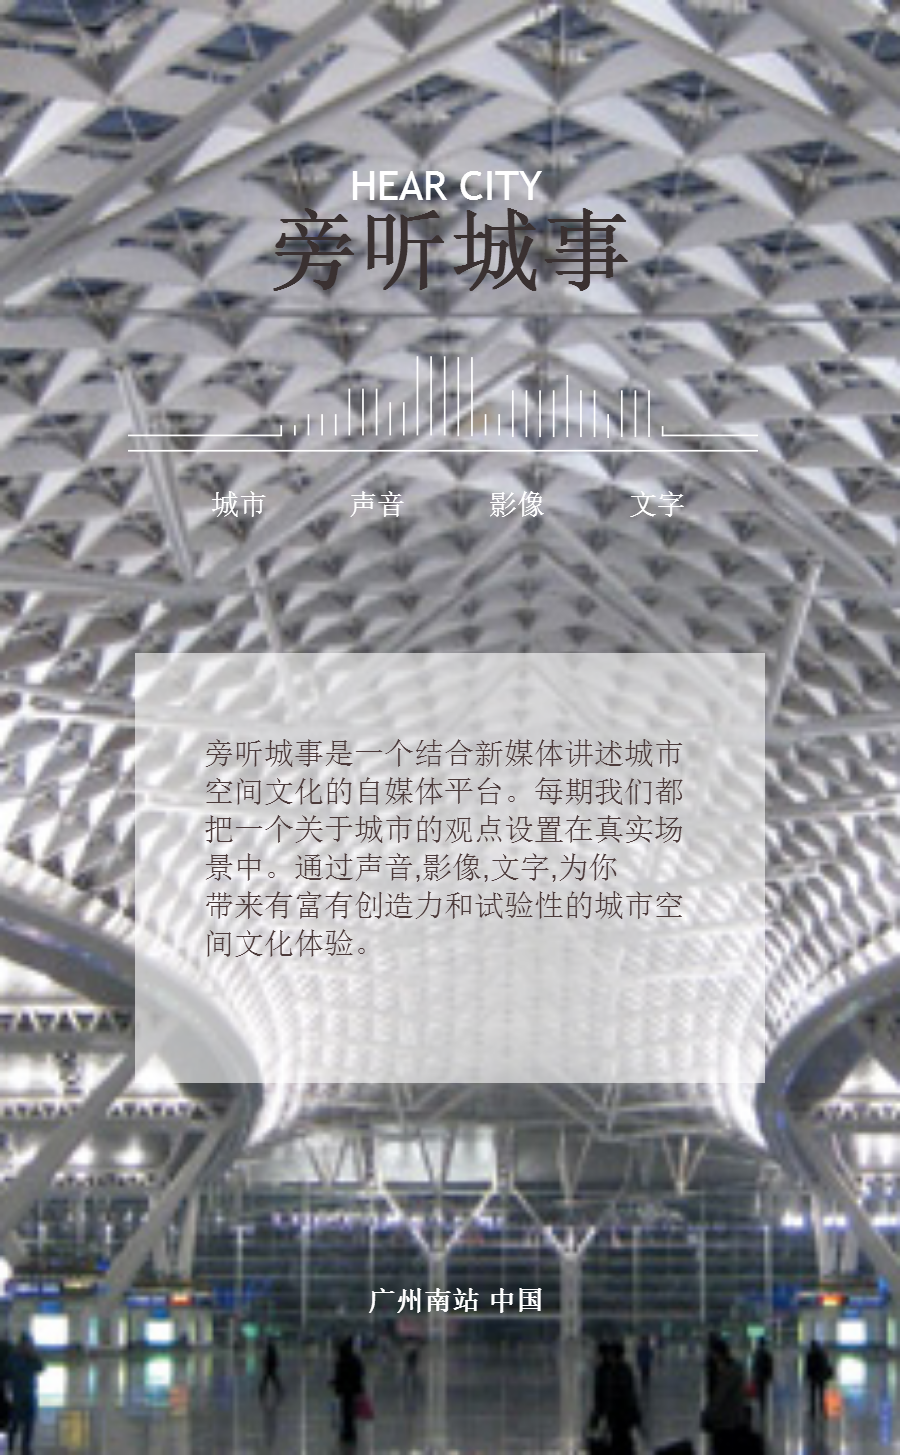 HEAR CITY
旁听城事
城市 声音 影像 文字
旁听城事是一个结合新媒体讲述城市
空间文化的自媒体平台。每期我们都
把一个关于城市的观点设置在真实场
景中。通过声音,影像,文字,为你
带来有富有创造力和试验性的城市空
间文化体验。
广州南站 中国